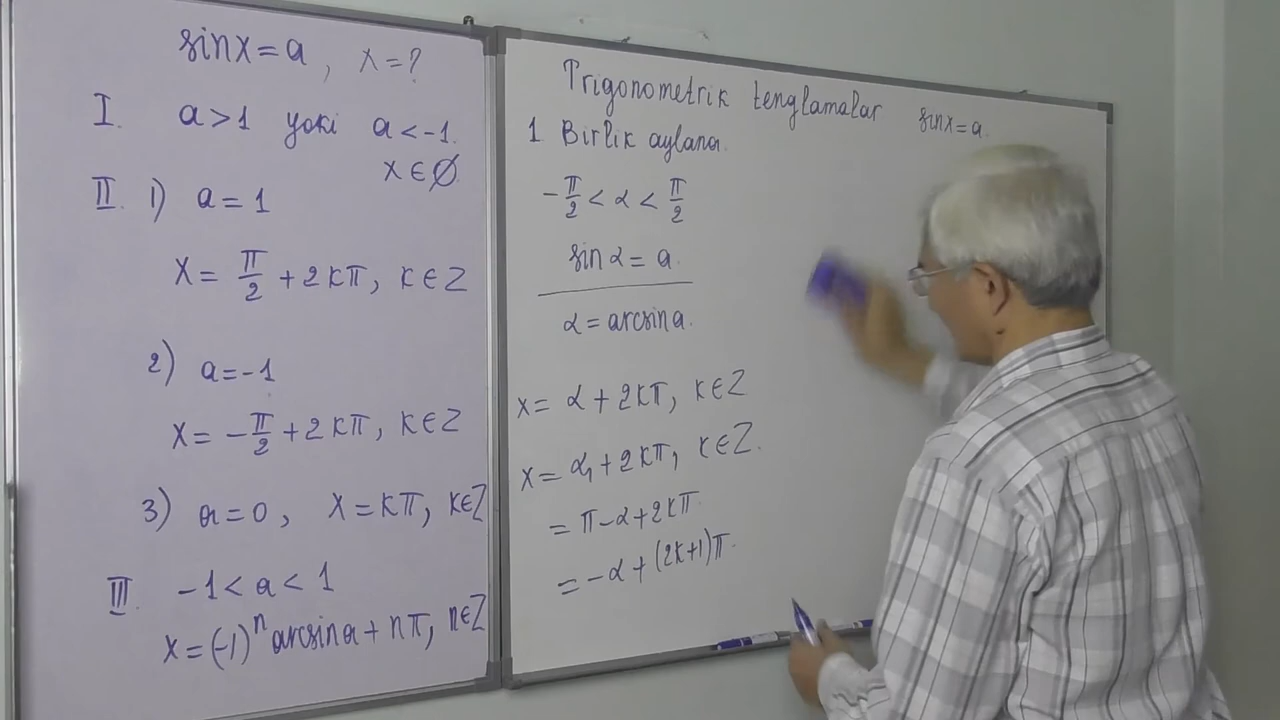 sinx = a, x = ?
I. a > 1 yoki a < -1.
x ∈ ∅.
II. 1) a = 1
x = π/2 + 2kπ, k ∈ Z
2) a = -1
x = -π/2 + 2kπ, k ∈ Z
3) a = 0, x = kπ, k ∈ Z
III. -1 < a < 1
x = (-1)ⁿ arcsin a + nπ, n ∈ Z
Trigonometrik tenglamalar sinx = a.
1 Birlik aylana.
-π/2 < α < π/2
sin α = a.
α = arcsin a.
x = α + 2kπ, k ∈ Z
x = α₁ + 2kπ, k ∈ Z.
= π - α + 2kπ.
= -α + (2k+1)π.